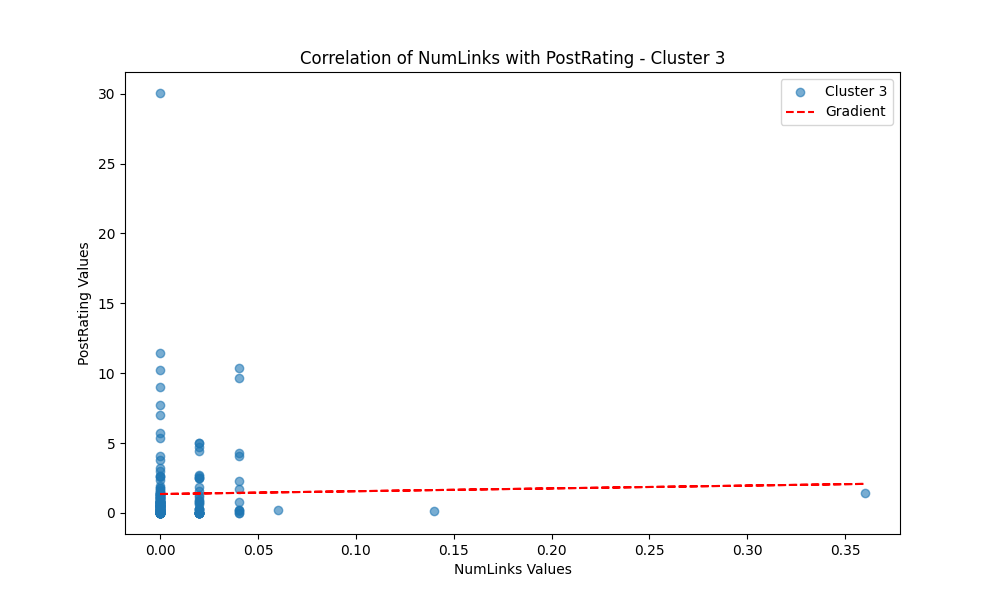 Correlation of NumLinks with PostRating - Cluster 3
Cluster 3
Gradient
30
25
20
15
10
5
0
PostRating Values
0.00 0.05 0.10 0.15 0.20 0.25 0.30 0.35
NumLinks Values